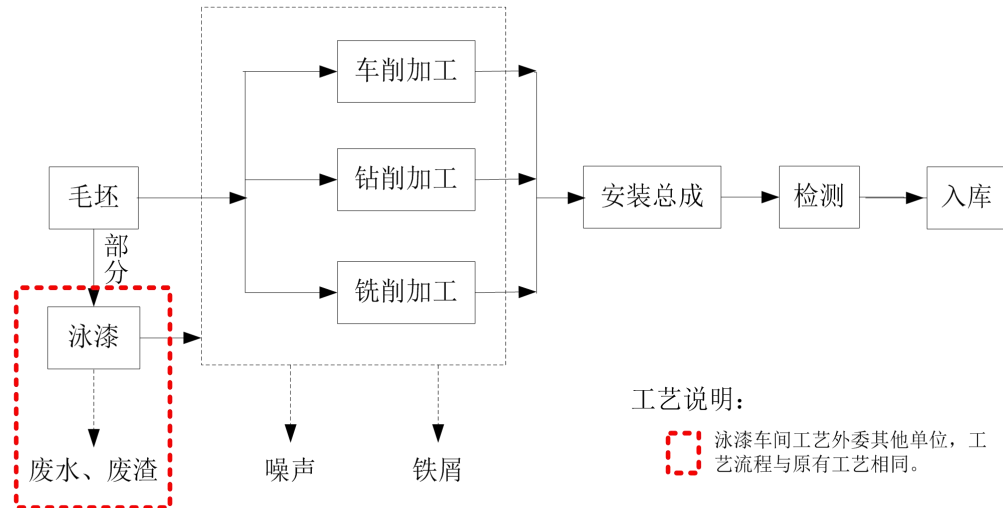 车削加工
钻削加工
毛坯
安装总成
检测
入库
部
分
铣削加工
泳漆
工艺说明：
泳漆车间工艺外委其他单位，工
艺流程与原有工艺相同。
废水、废渣
噪声
铁屑